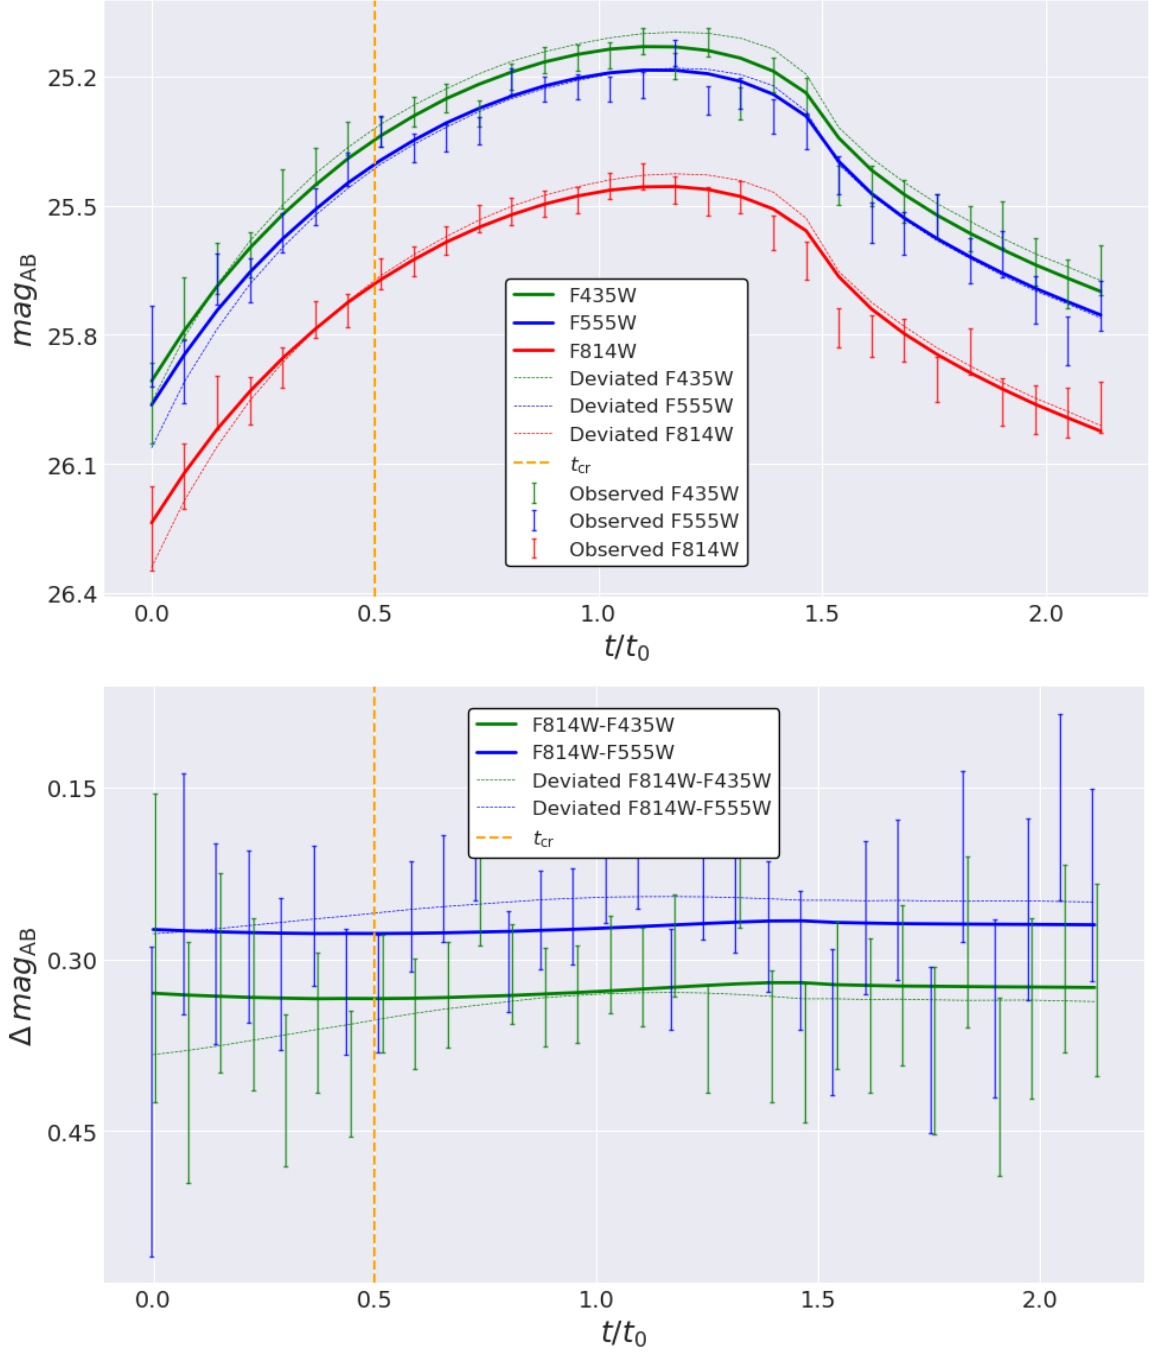 25.2
25.5
25.8
26.1
26.4
mag_AB
F435W
F555W
F814W
Deviated F435W
Deviated F555W
Deviated F814W
t_cr
Observed F435W
Observed F555W
Observed F814W
0.0 0.5 1.0 1.5 2.0
t/t_0
F814W-F435W
F814W-F555W
Deviated F814W-F435W
Deviated F814W-F555W
t_cr
0.15
0.30
0.45
Δ mag_AB
0.0 0.5 1.0 1.5 2.0
t/t_0